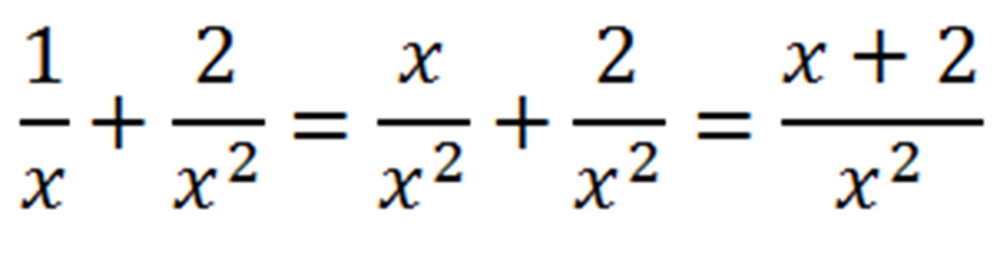 1/x + 2/x² = x/x² + 2/x² = (x + 2)/x²